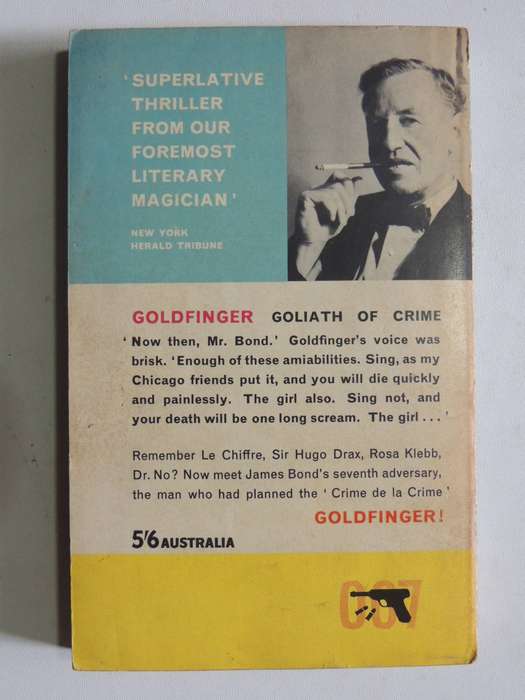 ‘SUPERLATIVE
THRILLER
FROM OUR
FOREMOST
LITERARY
MAGICIAN’
NEW YORK
HERALD TRIBUNE
GOLDFINGER GOLIATH OF CRIME
‘Now then, Mr. Bond.’ Goldfinger's voice was
brisk. ‘Enough of these amiabilities. Sing, as my
Chicago friends put it, and you will die quickly
and painlessly. The girl also. Sing not, and
your death will be one long scream. The girl . . .’
Remember Le Chiffre, Sir Hugo Drax, Rosa Klebb,
Dr. No? Now meet James Bond's seventh adversary,
the man who had planned the ‘Crime de la Crime’
GOLDFINGER!
5'6 AUSTRALIA
007